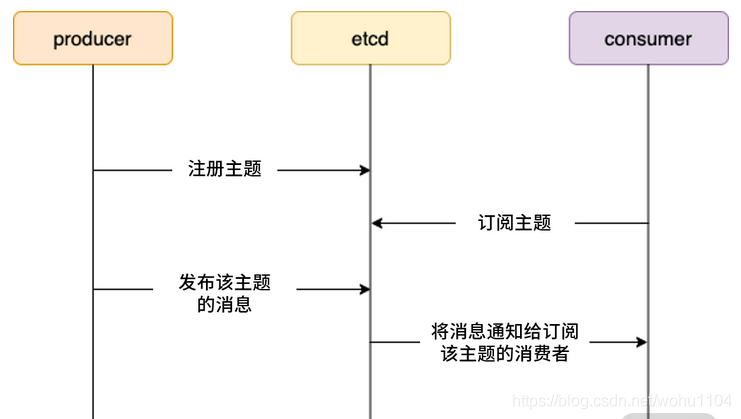 producer
etcd
consumer
注册主题
订阅主题
发布该主题
的消息
将消息通知给订阅
该主题的消费者
https://blog.csdn.net/wohu1104